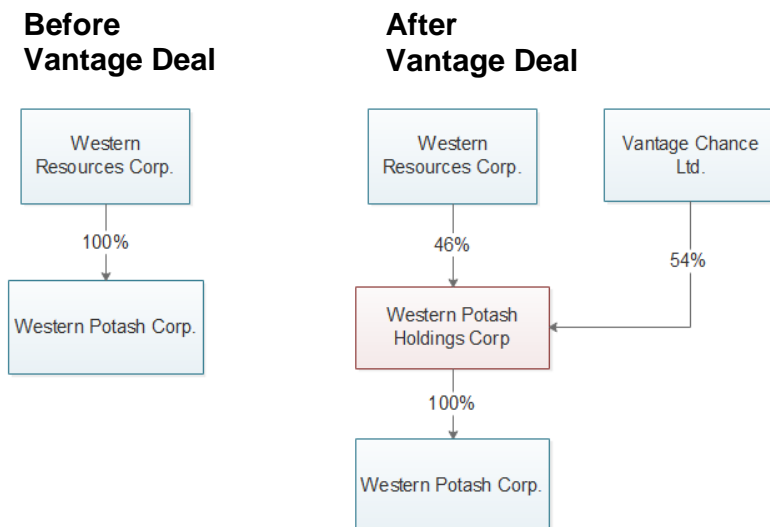 Before
Vantage Deal
Western
Resources Corp.
100%
Western Potash Corp.
After
Vantage Deal
Western
Resources Corp.
Vantage Chance
Ltd.
46%
54%
Western Potash
Holdings Corp
100%
Western Potash Corp.